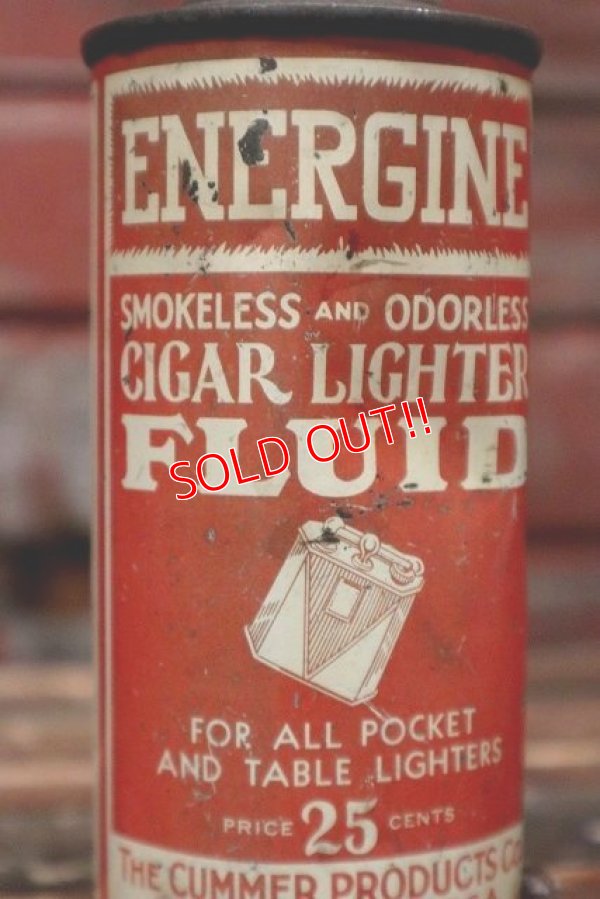 ENERGINE
SMOKELESS AND ODORLESS
CIGAR LIGHTER
FLUID
SOLD OUT!!
FOR ALL POCKET
AND TABLE LIGHTERS
PRICE 25 CENTS
THE CUMMER PRODUCTS CO.